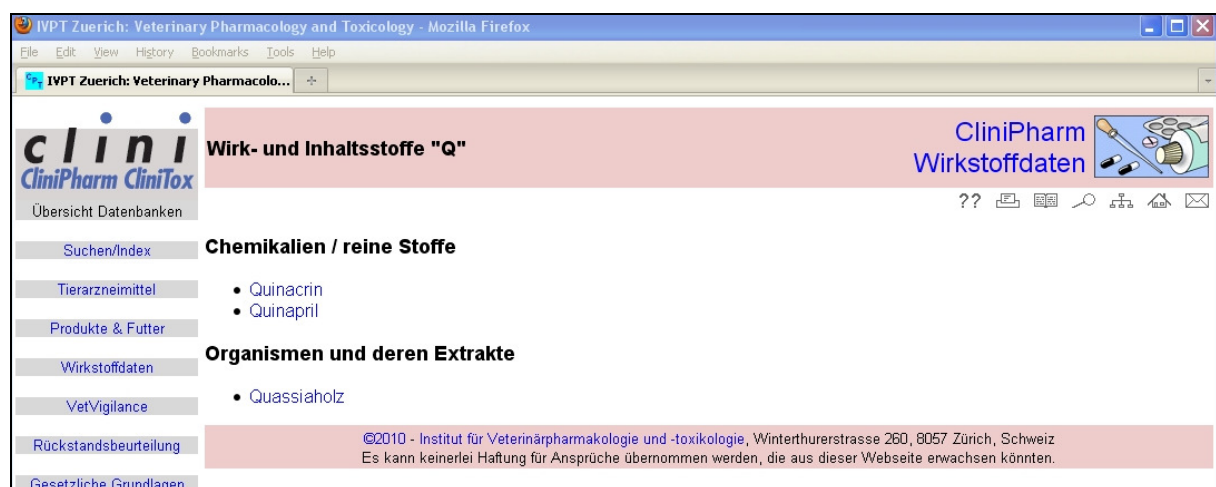 IVPT Zuerich: Veterinary Pharmacology and Toxicology - Mozilla Firefox
File Edit View History Bookmarks Tools Help
CPT IVPT Zuerich: Veterinary Pharmacolo...
clini
CliniPharm CliniTox
Übersicht Datenbanken
Suchen/Index
Tierarzneimittel
Produkte & Futter
Wirkstoffdaten
VetVigilance
Rückstandsbeurteilung
Gesetzliche Grundlagen
Wirk- und Inhaltsstoffe "Q"
CliniPharm
Wirkstoffdaten
??
Chemikalien / reine Stoffe
• Quinacrin
• Quinapril
Organismen und deren Extrakte
• Quassiaholz
©2010 - Institut für Veterinärpharmakologie und -toxikologie, Winterthurerstrasse 260, 8057 Zürich, Schweiz
Es kann keinerlei Haftung für Ansprüche übernommen werden, die aus dieser Webseite erwachsen könnten.